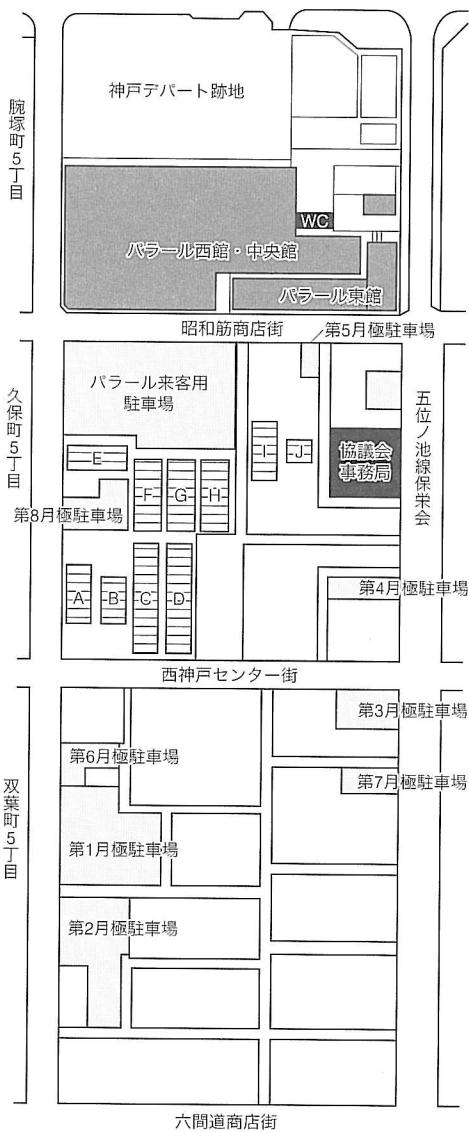 神戸デパート跡地
腕塚町5丁目
WC
パラール西館・中央館
パラール東館
昭和筋商店街
第5月極駐車場
パラール来客用
駐車場
久保町5丁目
五位ノ池線保栄会
E
F
G
H
I
J
協議会
事務局
第8月極駐車場
A
B
C
D
第4月極駐車場
西神戸センター街
第3月極駐車場
第6月極駐車場
第7月極駐車場
双葉町5丁目
第1月極駐車場
第2月極駐車場
六間道商店街